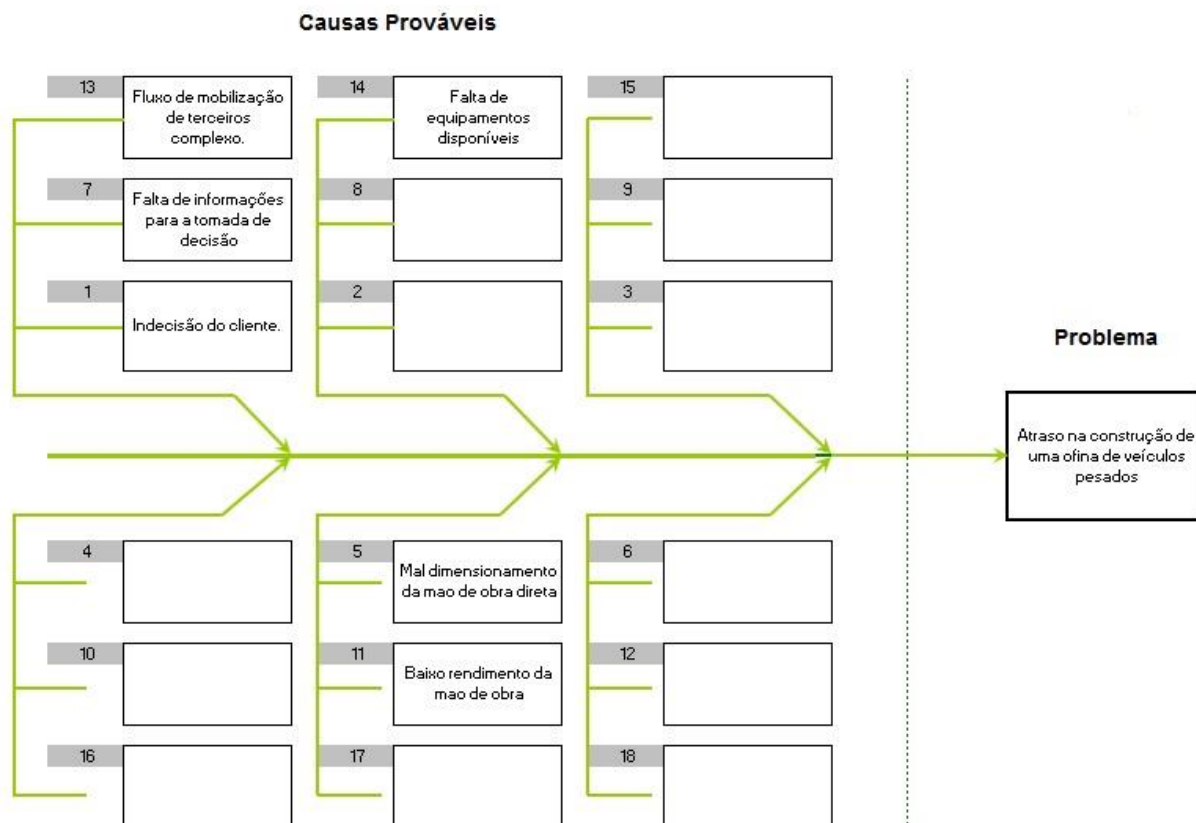 Causas Prováveis
13
Fluxo de mobilização
de terceiros
complexo.
14
Falta de
equipamentos
disponíveis
15
7
Falta de informações
para a tomada de
decisão
8
9
1
Indecisão do cliente.
2
3
Problema
Atraso na construção de
uma ofina de veículos
pesados
4
5
Mal dimensionamento
da mao de obra direta
6
10
11
Baixo rendimento da
mao de obra
12
16
17
18